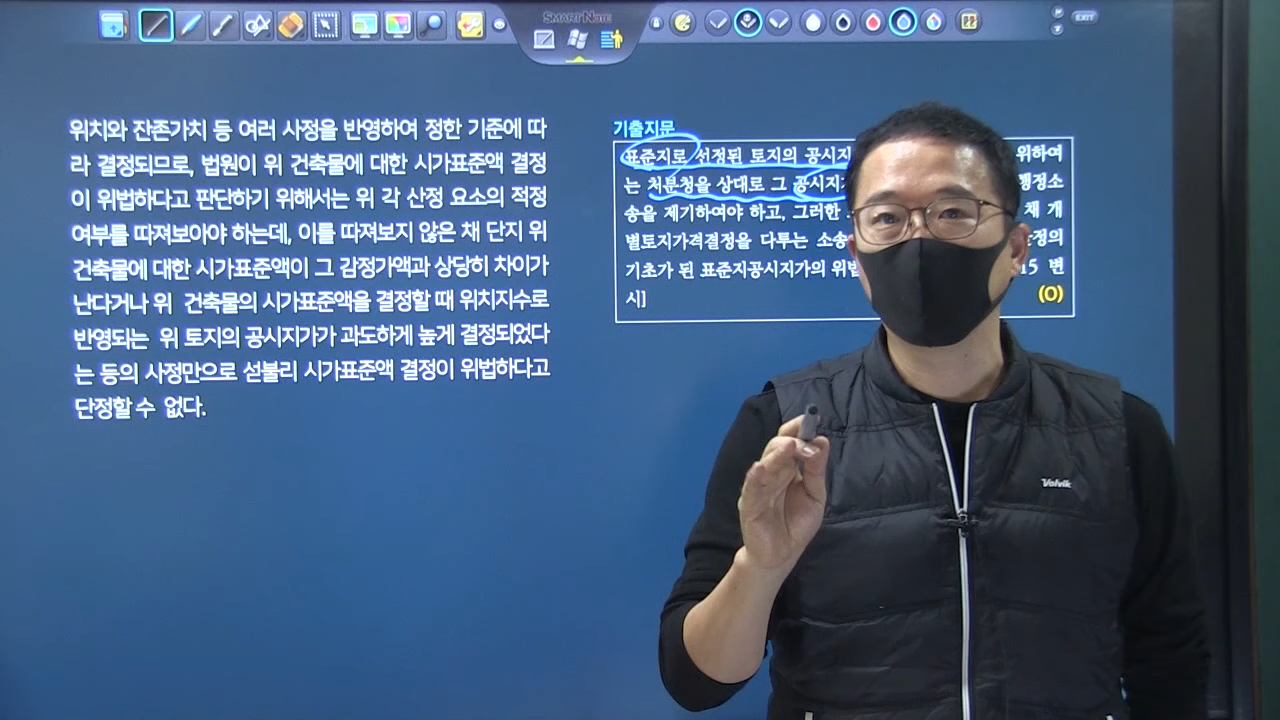 SMART NOTE
EXIT
위치와 잔존가치 등 여러 사정을 반영하여 정한 기준에 따
라 결정되므로, 법원이 위 건축물에 대한 시가표준액 결정
이 위법하다고 판단하기 위해서는 위 각 산정 요소의 적정
여부를 따져보아야 하는데, 이를 따져보지 않은 채 단지 위
건축물에 대한 시가표준액이 그 감정가액과 상당히 차이가
난다거나 위 건축물의 시가표준액을 결정할 때 위치지수로
반영되는 위 토지의 공시지가가 과도하게 높게 결정되었다
는 등의 사정만으로 섣불리 시가표준액 결정이 위법하다고
단정할 수 없다.
기출지문
표준지로 선정된 토지의 공시지 위하여
는 처분청을 상대로 그 공시지 행정소
송을 제기하여야 하고, 그러한 채 개
별토지가격결정을 다투는 소송
기초가 된 표준지공시지가의 위법 변
시]
(O)
Volvik